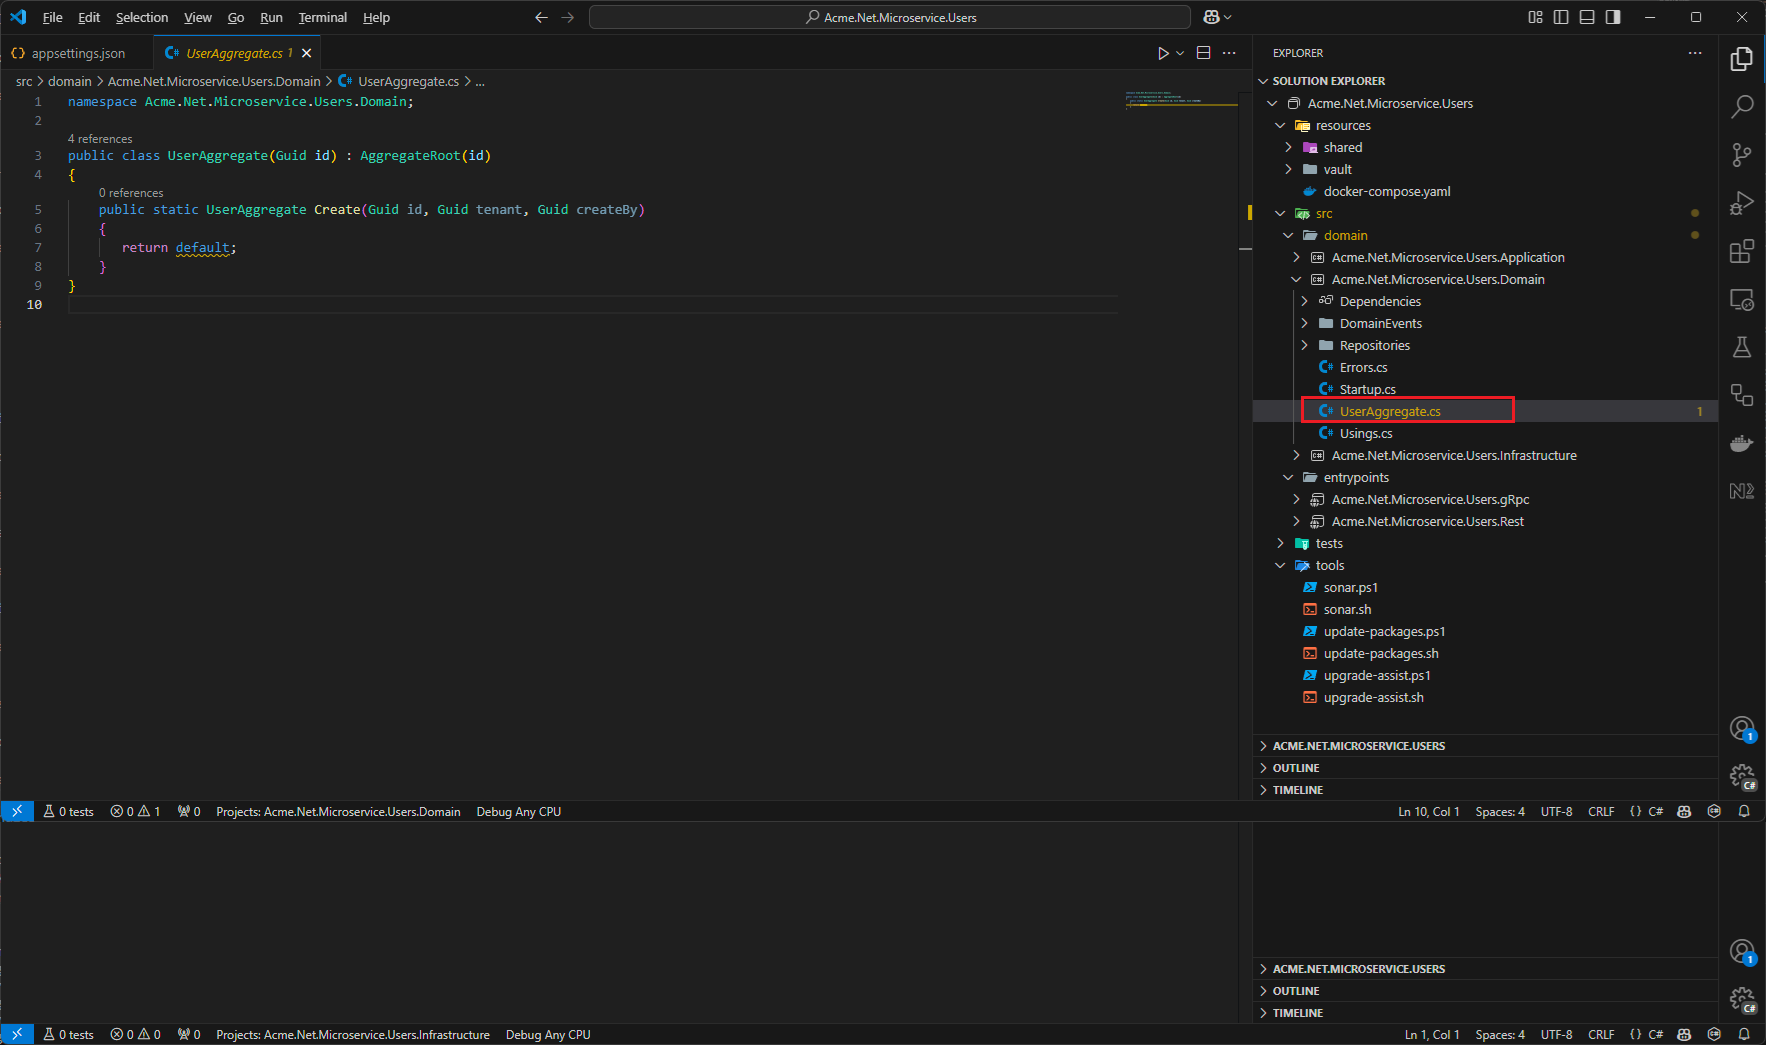 File Edit Selection View Go Run Terminal Help
Acme.Net.Microservice.Users
appsettings.json
UserAggregate.cs 1
src > domain > Acme.Net.Microservice.Users.Domain > UserAggregate.cs > ...
1 namespace Acme.Net.Microservice.Users.Domain;
2
4 references
3 public class UserAggregate(Guid id) : AggregateRoot(id)
4 {
0 references
5 public static UserAggregate Create(Guid id, Guid tenant, Guid createBy)
6 {
7 return default;
8 }
9 }
10
EXPLORER
SOLUTION EXPLORER
Acme.Net.Microservice.Users
resources
shared
vault
docker-compose.yaml
src
domain
Acme.Net.Microservice.Users.Application
Acme.Net.Microservice.Users.Domain
Dependencies
DomainEvents
Repositories
Errors.cs
Startup.cs
UserAggregate.cs 1
Usings.cs
Acme.Net.Microservice.Users.Infrastructure
entrypoints
Acme.Net.Microservice.Users.gRpc
Acme.Net.Microservice.Users.Rest
tests
tools
sonar.ps1
sonar.sh
update-packages.ps1
update-packages.sh
upgrade-assist.ps1
upgrade-assist.sh
1
ACME.NET.MICROSERVICE.USERS
OUTLINE
TIMELINE
C#
0 tests 0 1 0 Projects: Acme.Net.Microservice.Users.Domain Debug Any CPU
Ln 10, Col 1 Spaces: 4 UTF-8 CRLF {} C#
1
ACME.NET.MICROSERVICE.USERS
OUTLINE
TIMELINE
C#
0 tests 0 0 0 Projects: Acme.Net.Microservice.Users.Infrastructure Debug Any CPU
Ln 1, Col 1 Spaces: 4 UTF-8 CRLF {} C#